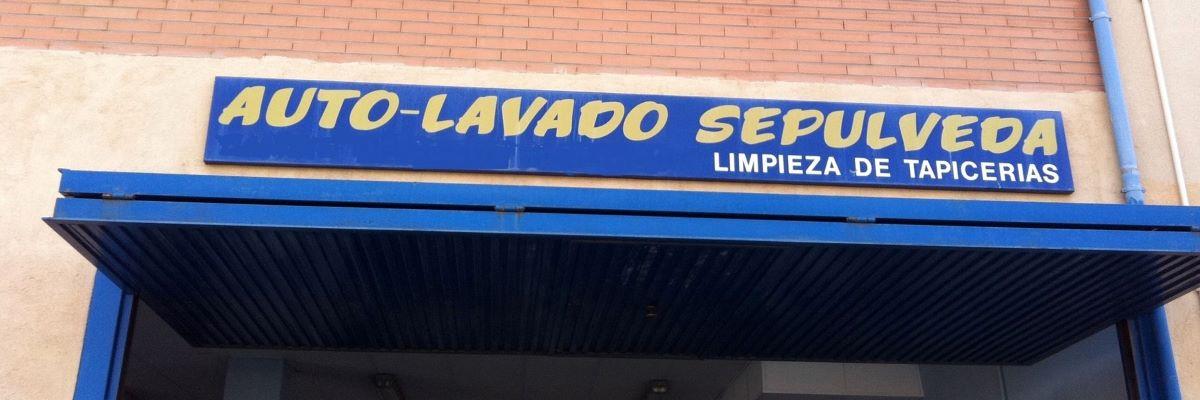 AUTO-LAVADO SEPULVEDA
LIMPIEZA DE TAPICERIAS